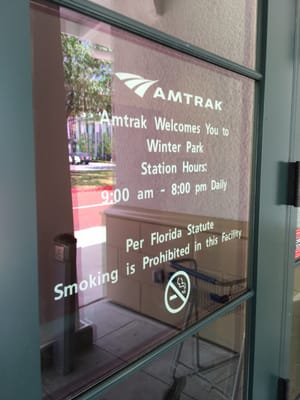 AMTRAK
Amtrak Welcomes You to
Winter Park
Station Hours:
9:00 am - 8:00 pm Daily
Per Florida Statute
Smoking is Prohibited in this Facility